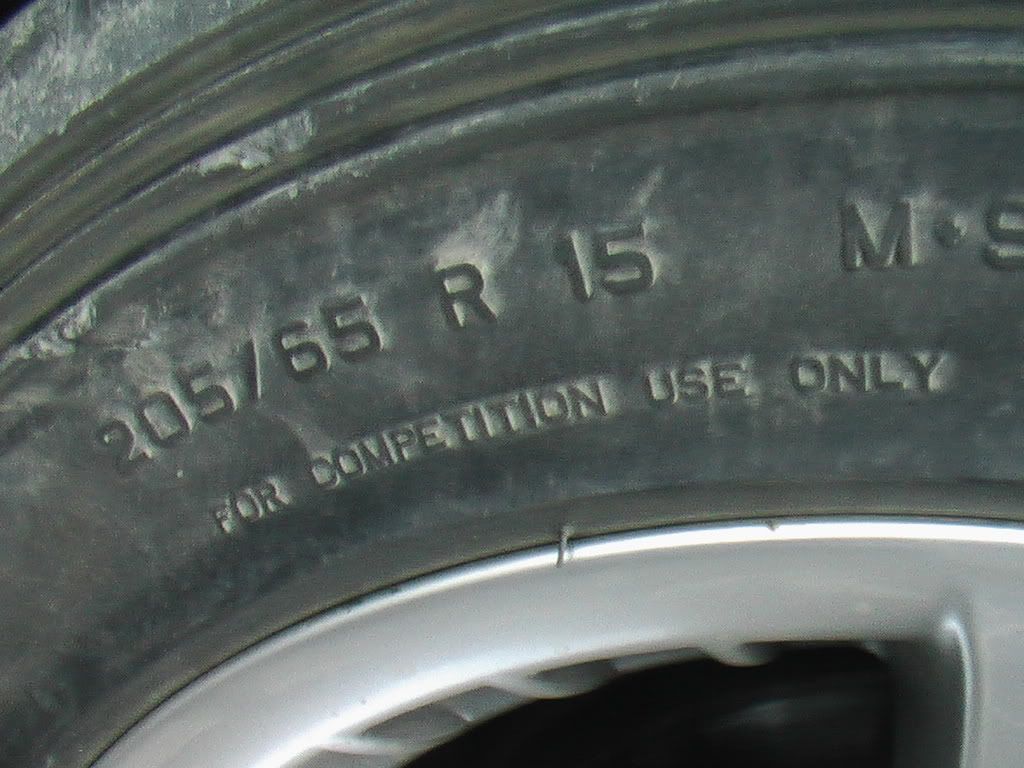 205/65 R 15 M·S
FOR COMPETITION USE ONLY